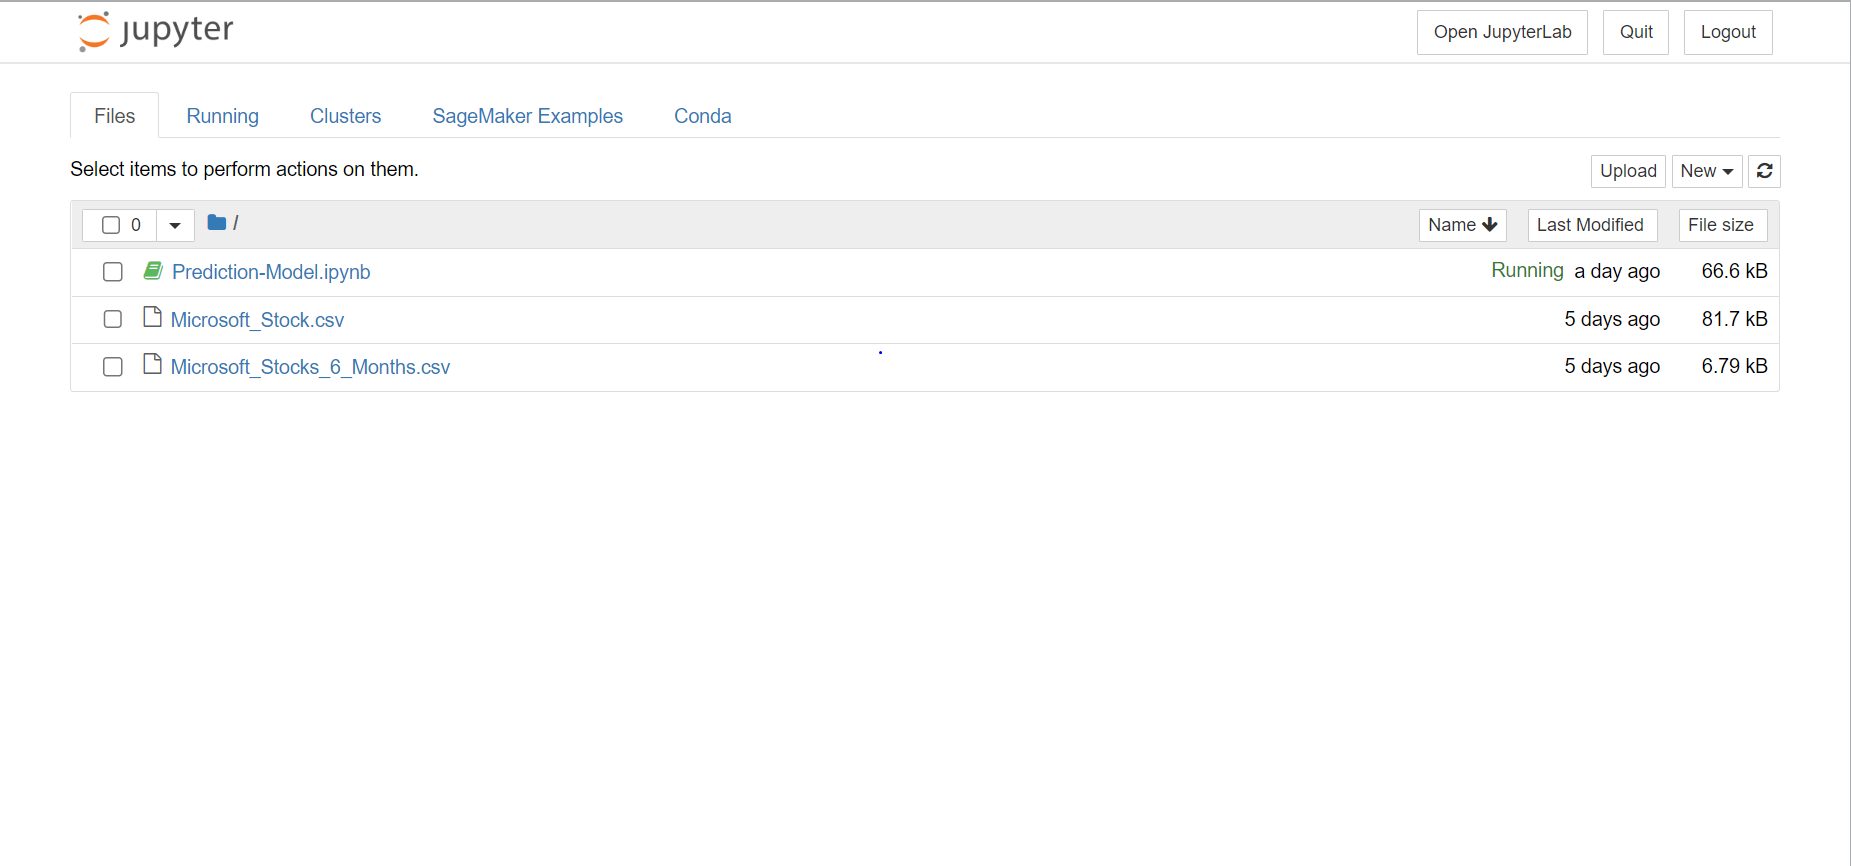 jupyter
Open JupyterLab Quit Logout
Files Running Clusters SageMaker Examples Conda
Select items to perform actions on them.
Upload New
0 / Name Last Modified File size
Prediction-Model.ipynb Running a day ago 66.6 kB
Microsoft_Stock.csv 5 days ago 81.7 kB
Microsoft_Stocks_6_Months.csv 5 days ago 6.79 kB